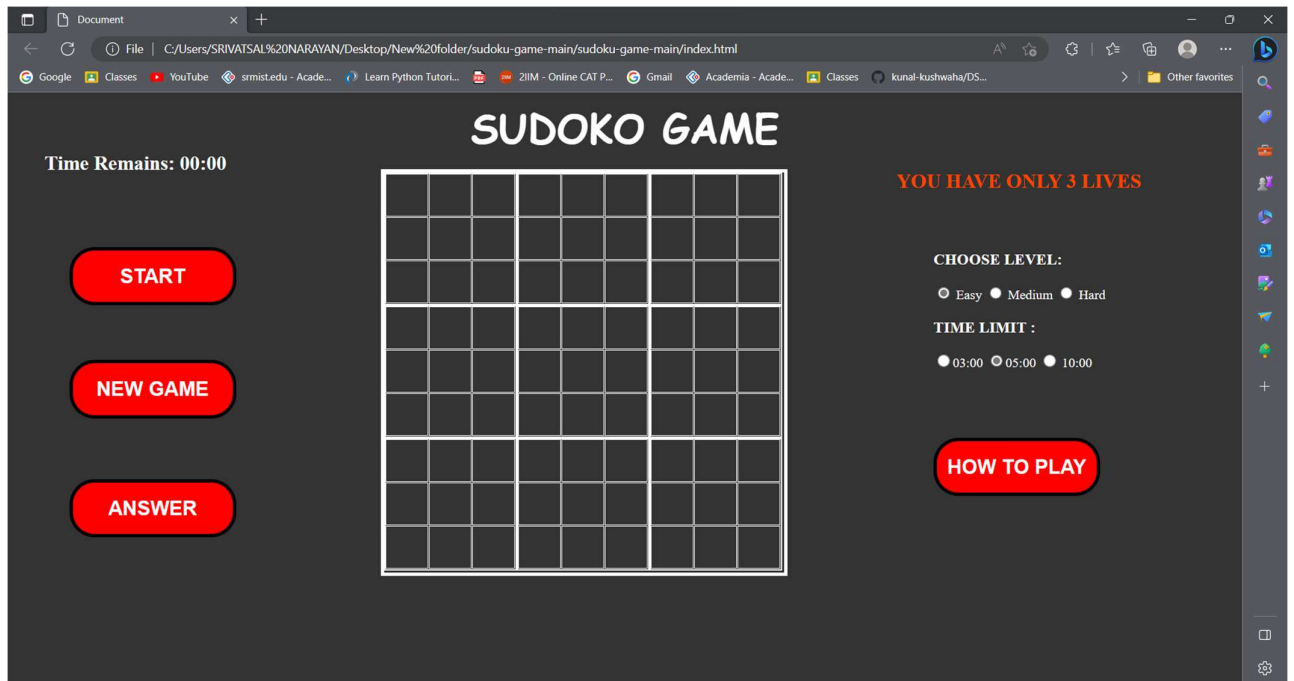 Document
File | C:/Users/SRIVATSAL%20NARAYAN/Desktop/New%20folder/sudoku-game-main/sudoku-game-main/index.html
Google Classes YouTube srmist.edu - Acade... Learn Python Tutori... 2IIM - Online CAT P... Gmail Academia - Acade... Classes kunal-kushwaha/DS... Other favorites
SUDOKO GAME
Time Remains: 00:00
YOU HAVE ONLY 3 LIVES
START
CHOOSE LEVEL:
Easy Medium Hard
TIME LIMIT :
03:00 05:00 10:00
NEW GAME
HOW TO PLAY
ANSWER